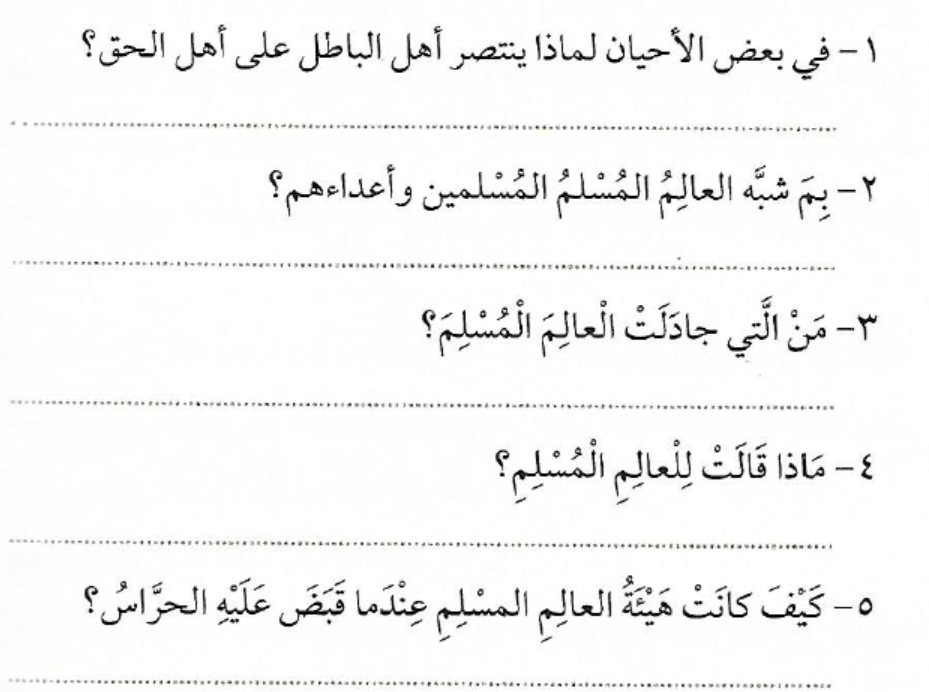 ١- في بعض الأحيان لماذا ينتصر أهل الباطل على أهل الحق؟
٢- بِمَ شبَّه العالِمُ المُسْلمُ المُسْلمين وأعداءهم؟
٣- مَنْ الَّتي جادَلَتْ الْعالِمَ الْمُسْلِمَ؟
٤- مَاذا قَالَتْ لِلْعالِمِ الْمُسْلِمِ؟
٥- كَيْفَ كانَتْ هَيْئَةُ العالِمِ المسْلِمِ عِنْدَما قَبَضَ عَلَيْهِ الحرَّاسُ؟